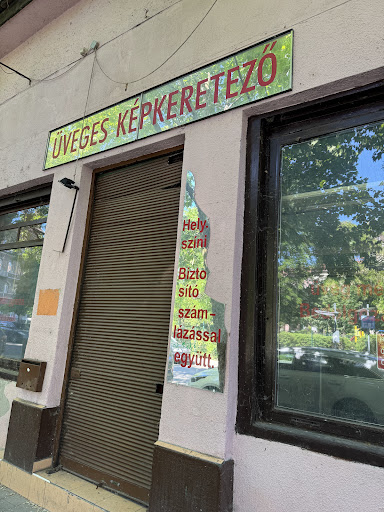 ÜVEGES KÉPKERETEZŐ
Hely-
színi
Bizto
sító
szám-
lázással
együtt.